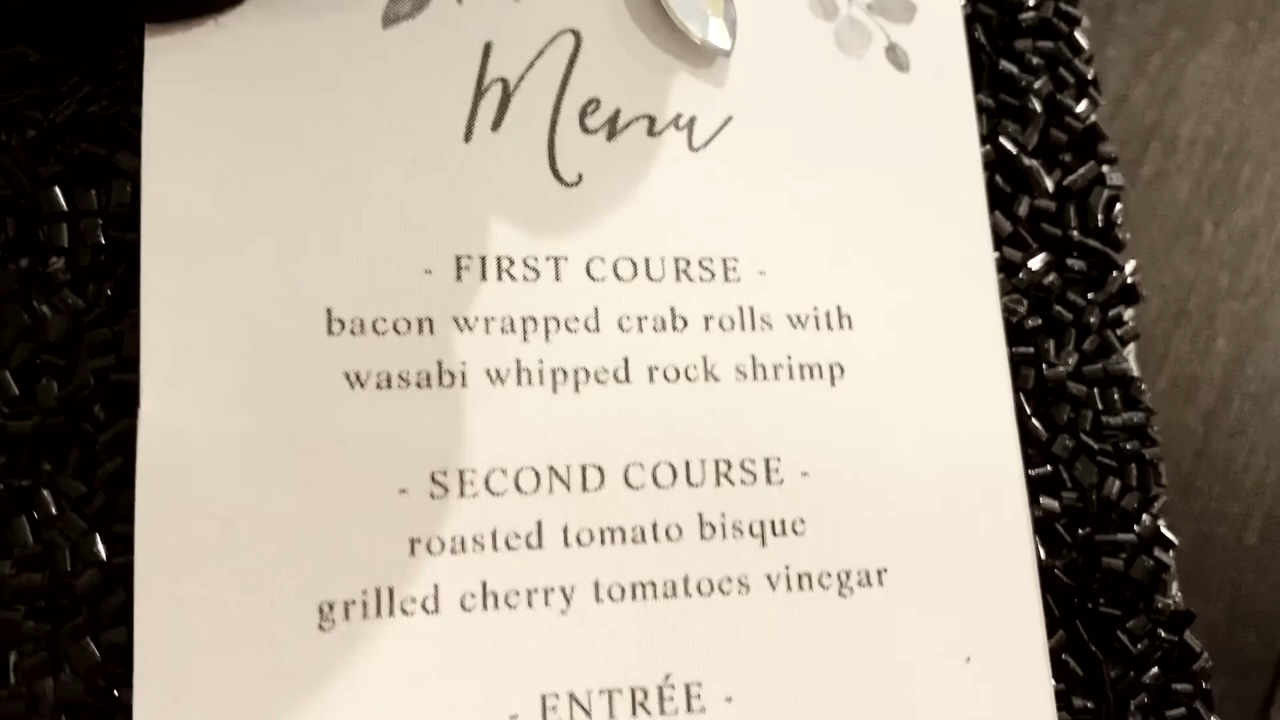 Menu
- FIRST COURSE -
bacon wrapped crab rolls with
wasabi whipped rock shrimp
- SECOND COURSE -
roasted tomato bisque
grilled cherry tomatoes vinegar
- ENTRÉE -